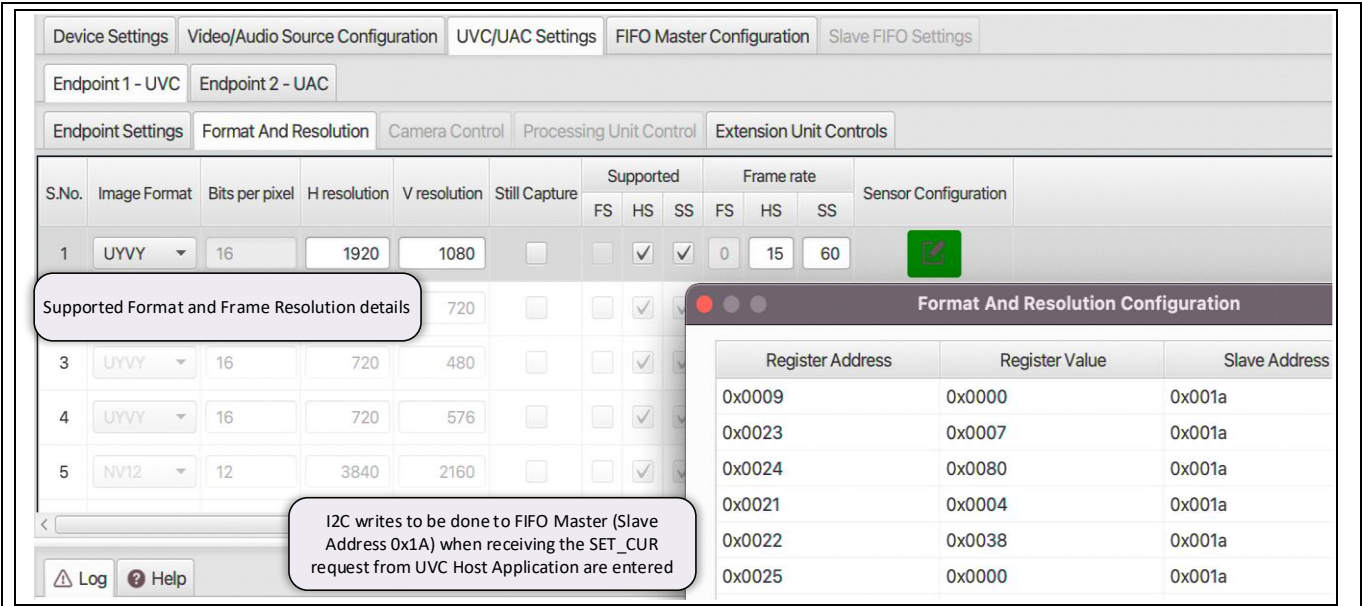 Device Settings Video/Audio Source Configuration UVC/UAC Settings FIFO Master Configuration Slave FIFO Settings
Endpoint 1 - UVC Endpoint 2 - UAC
Endpoint Settings Format And Resolution Camera Control Processing Unit Control Extension Unit Controls
S.No. Image Format Bits per pixel H resolution V resolution Still Capture Supported Frame rate Sensor Configuration
FS HS SS FS HS SS
1 UYVY 16 1920 1080 0 15 60
Supported Format and Frame Resolution details
720
3 UYVY 16 720 480
4 UYVY 16 720 576
5 NV12 12 3840 2160
Format And Resolution Configuration
Register Address Register Value Slave Address
0x0009 0x0000 0x001a
0x0023 0x0007 0x001a
0x0024 0x0080 0x001a
0x0021 0x0004 0x001a
0x0022 0x0038 0x001a
0x0025 0x0000 0x001a
I2C writes to be done to FIFO Master (Slave
Address 0x1A) when receiving the SET_CUR
request from UVC Host Application are entered
Log Help